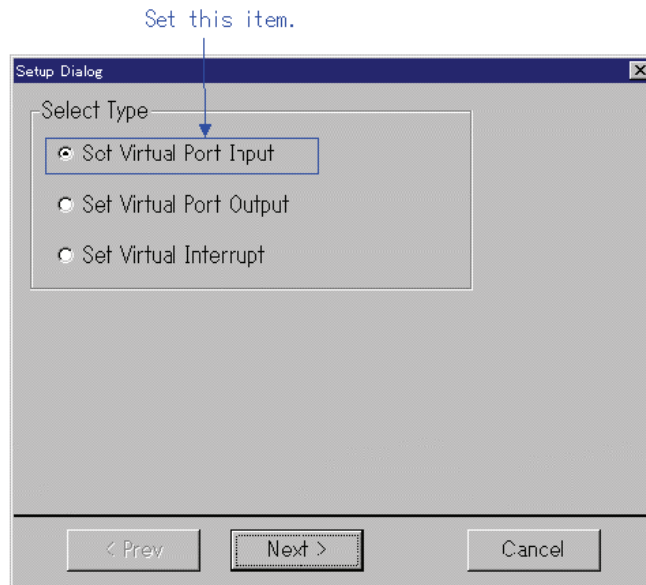 Set this item.
Setup Dialog
Select Type
Set Virtual Port Input
Set Virtual Port Output
Set Virtual Interrupt
< Prev
Next >
Cancel